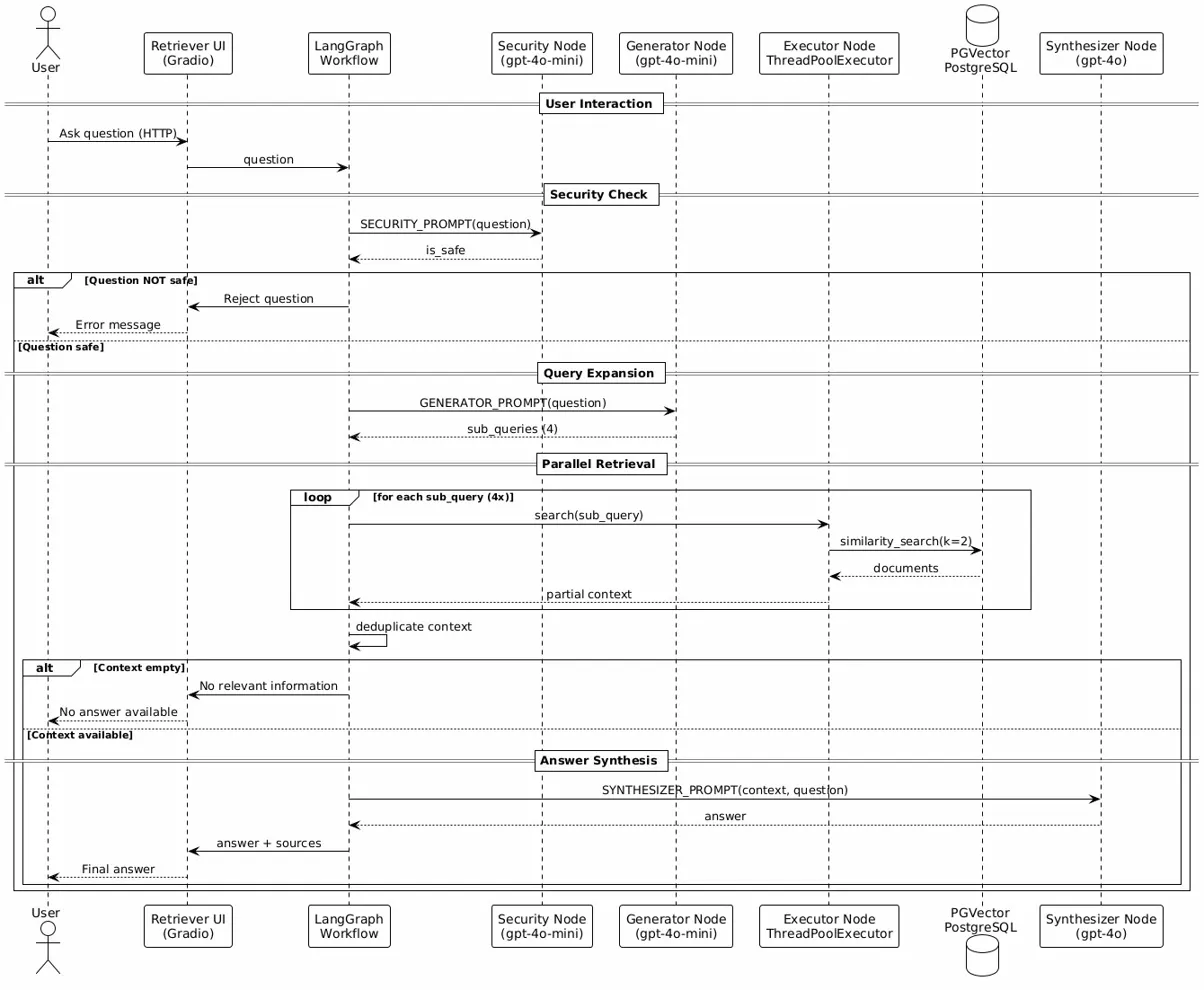 User
Retriever UI
(Gradio)
LangGraph
Workflow
Security Node
(gpt-4o-mini)
Generator Node
(gpt-4o-mini)
Executor Node
ThreadPoolExecutor
PGVector
PostgreSQL
Synthesizer Node
(gpt-4o)
User Interaction
Ask question (HTTP)
question
Security Check
SECURITY_PROMPT(question)
is_safe
alt
[Question NOT safe]
Reject question
Error message
[Question safe]
Query Expansion
GENERATOR_PROMPT(question)
sub_queries (4)
Parallel Retrieval
loop
[for each sub_query (4x)]
search(sub_query)
similarity_search(k=2)
documents
partial context
deduplicate context
alt
[Context empty]
No relevant information
No answer available
[Context available]
Answer Synthesis
SYNTHESIZER_PROMPT(context, question)
answer
answer + sources
Final answer
User
Retriever UI
(Gradio)
LangGraph
Workflow
Security Node
(gpt-4o-mini)
Generator Node
(gpt-4o-mini)
Executor Node
ThreadPoolExecutor
PGVector
PostgreSQL
Synthesizer Node
(gpt-4o)